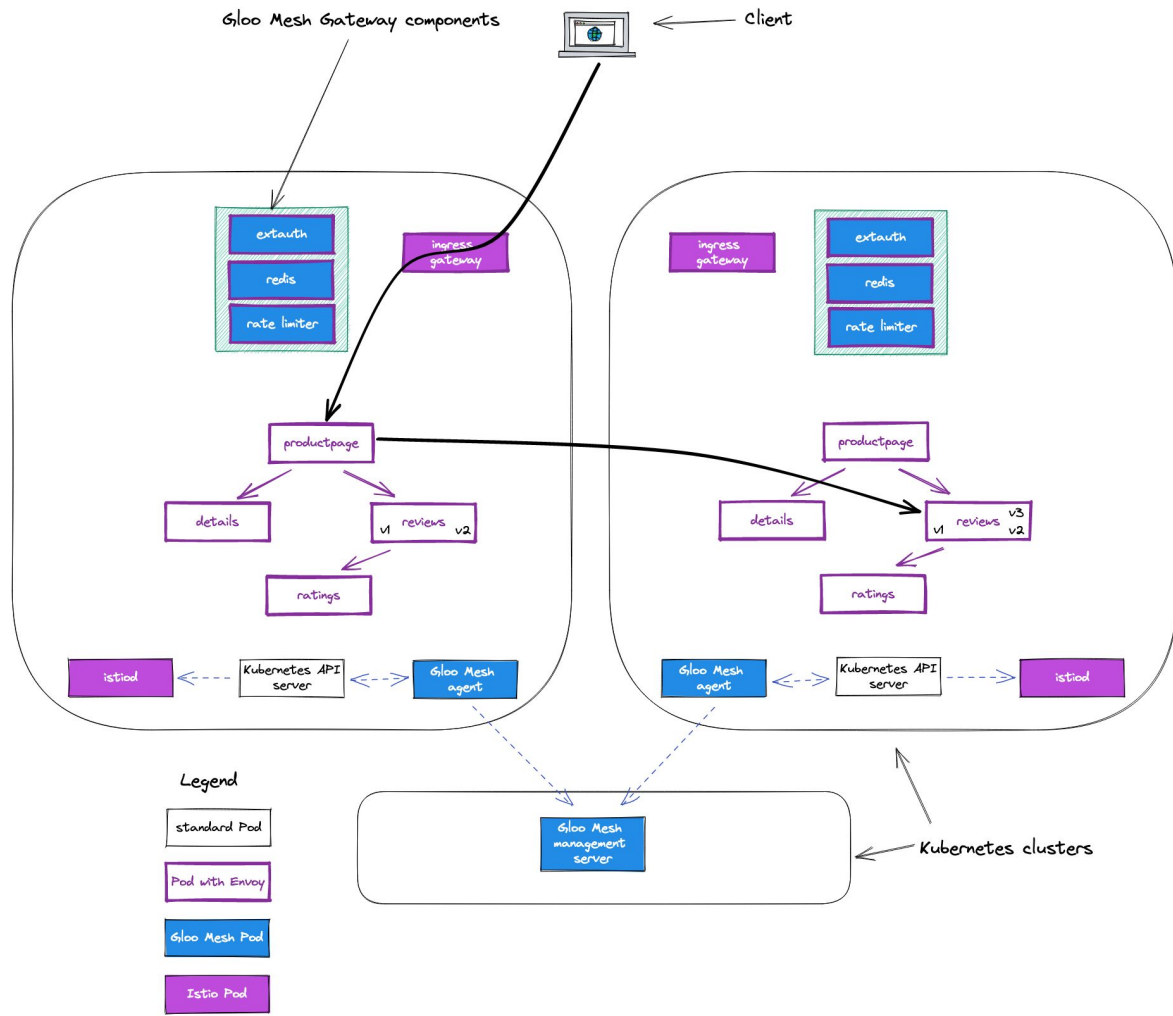 Gloo Mesh Gateway components
Client
extauth
redis
rate limiter
ingress
gateway
productpage
details
v1 reviews v2
ratings
istiod
Kubernetes API
server
Gloo Mesh
agent
ingress
gateway
extauth
redis
rate limiter
productpage
details
v3
v1 reviews v2
ratings
Gloo Mesh
agent
Kubernetes API
server
istiod
Gloo Mesh
management
server
Kubernetes clusters
Legend
standard Pod
Pod with Envoy
Gloo Mesh Pod
Istio Pod